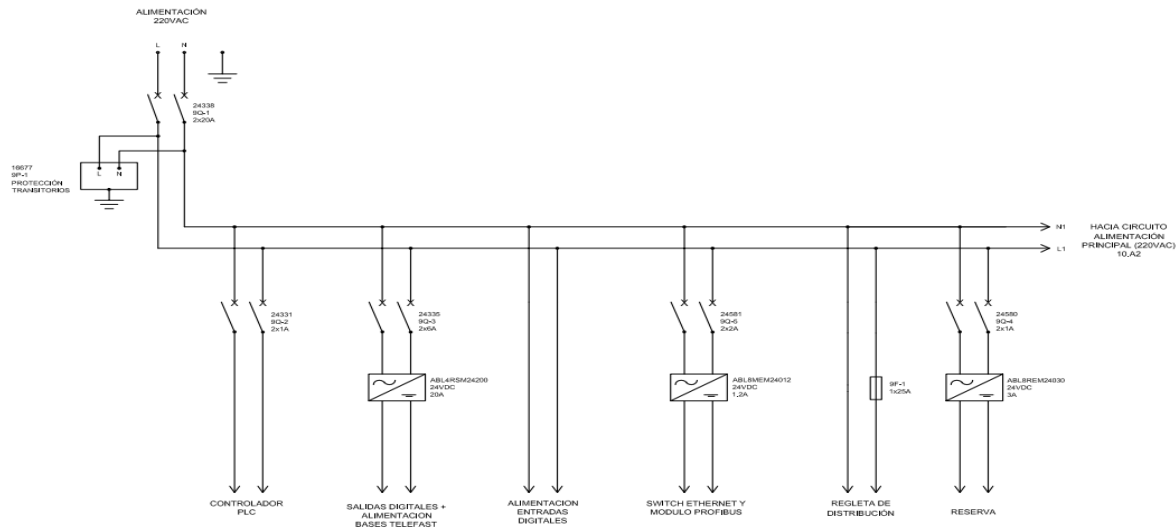 ALIMENTACIÓN
220VAC
L
N
24338
9Q-1
2x20A
16677
9P-1
PROTECCIÓN
TRANSITORIOS
L
N
N1
L1
HACIA CIRCUITO
ALIMENTACIÓN
PRINCIPAL (220VAC)
10.A2
24331
9Q-2
2x1A
24335
9Q-3
2x6A
24581
9Q-5
2x2A
24580
9Q-4
2x1A
ABL4RSM24200
24VDC
20A
ABL8MEM24012
24VDC
1,2A
9F-1
1x25A
ABL8REM24030
24VDC
3A
CONTROLADOR
PLC
SALIDAS DIGITALES +
ALIMENTACION
BASES TELEFAST
ALIMENTACION
ENTRADAS
DIGITALES
SWITCH ETHERNET Y
MODULO PROFIBUS
REGLETA DE
DISTRIBUCIÓN
RESERVA